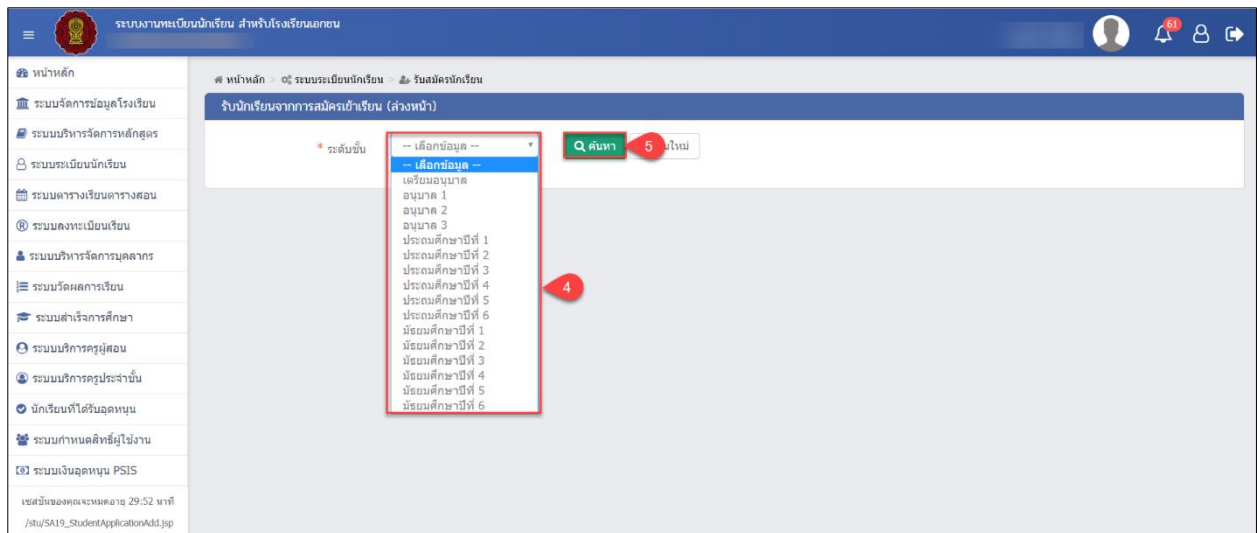 ระบบงานทะเบียนนักเรียน สำหรับโรงเรียนเอกชน
61
หน้าหลัก
ระบบจัดการข้อมูลโรงเรียน
ระบบบริหารจัดการหลักสูตร
ระบบระเบียนนักเรียน
ระบบตารางเรียนตารางสอน
ระบบลงทะเบียนเรียน
ระบบบริหารจัดการบุคลากร
ระบบวัดผลการเรียน
ระบบสำเร็จการศึกษา
ระบบบริการครูผู้สอน
ระบบบริการครูประจำชั้น
นักเรียนที่ได้รับอุดหนุน
ระบบกำหนดสิทธิ์ผู้ใช้งาน
ระบบเงินอุดหนุน PSIS
เซสชันของคุณจะหมดอายุ 29:52 นาที
/stu/SA19_StudentApplicationAdd.jsp
หน้าหลัก > ระบบระเบียนนักเรียน > รับสมัครนักเรียน
รับนักเรียนจากการสมัครเข้าเรียน (ล่วงหน้า)
* ระดับชั้น -- เลือกข้อมูล -- ค้นหา 5
-- เลือกข้อมูล --
เตรียมอนุบาล
อนุบาล 1
อนุบาล 2
อนุบาล 3
ประถมศึกษาปีที่ 1
ประถมศึกษาปีที่ 2
ประถมศึกษาปีที่ 3
ประถมศึกษาปีที่ 4 4
ประถมศึกษาปีที่ 5
ประถมศึกษาปีที่ 6
มัธยมศึกษาปีที่ 1
มัธยมศึกษาปีที่ 2
มัธยมศึกษาปีที่ 3
มัธยมศึกษาปีที่ 4
มัธยมศึกษาปีที่ 5
มัธยมศึกษาปีที่ 6